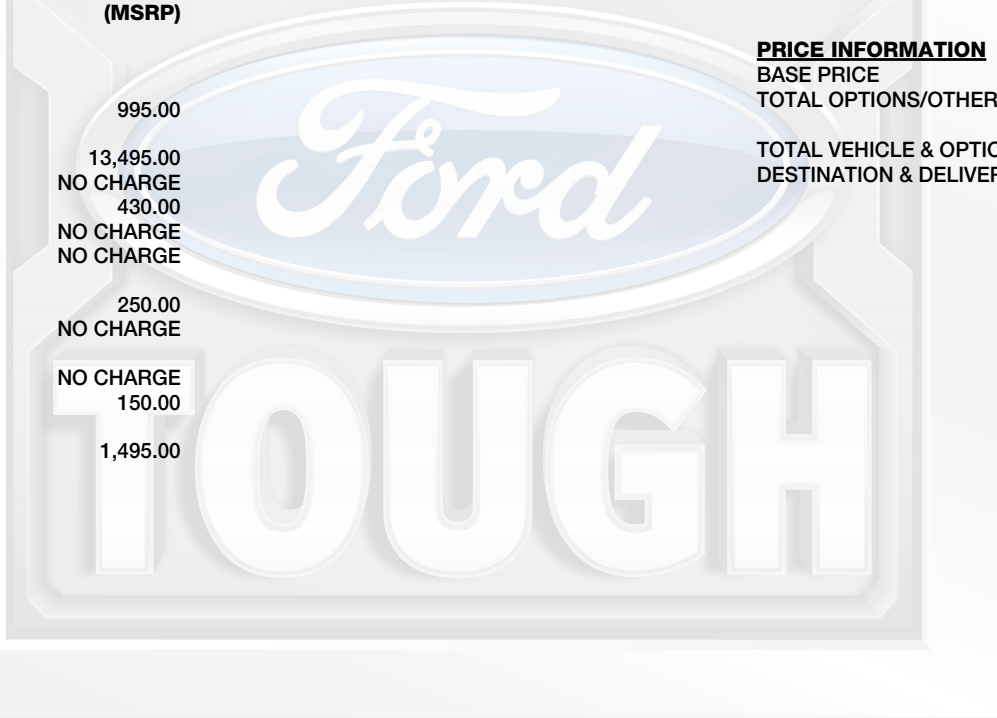 (MSRP)
995.00
13,495.00
NO CHARGE
430.00
NO CHARGE
NO CHARGE
250.00
NO CHARGE
NO CHARGE
150.00
1,495.00
PRICE INFORMATION
BASE PRICE
TOTAL OPTIONS/OTHER
TOTAL VEHICLE & OPTIO
DESTINATION & DELIVER
Ford
TOUGH